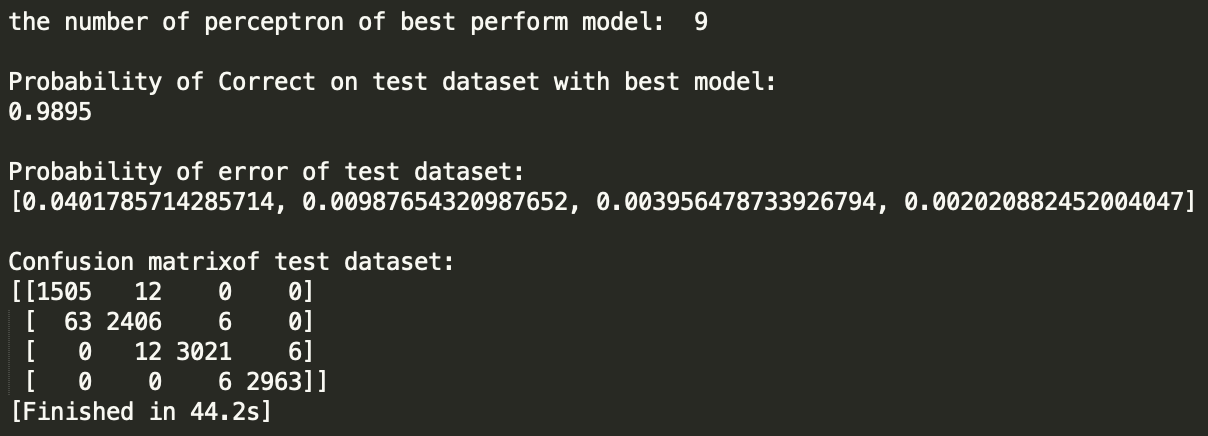 the number of perceptron of best perform model:  9
Probability of Correct on test dataset with best model:
0.9895
Probability of error of test dataset:
[0.0401785714285714, 0.00987654320987652, 0.003956478733926794, 0.002020882452004047]
Confusion matrixof test dataset:
[[1505   12    0    0]
 [  63 2406    6    0]
 [   0   12 3021    6]
 [   0    0    6 2963]]
[Finished in 44.2s]